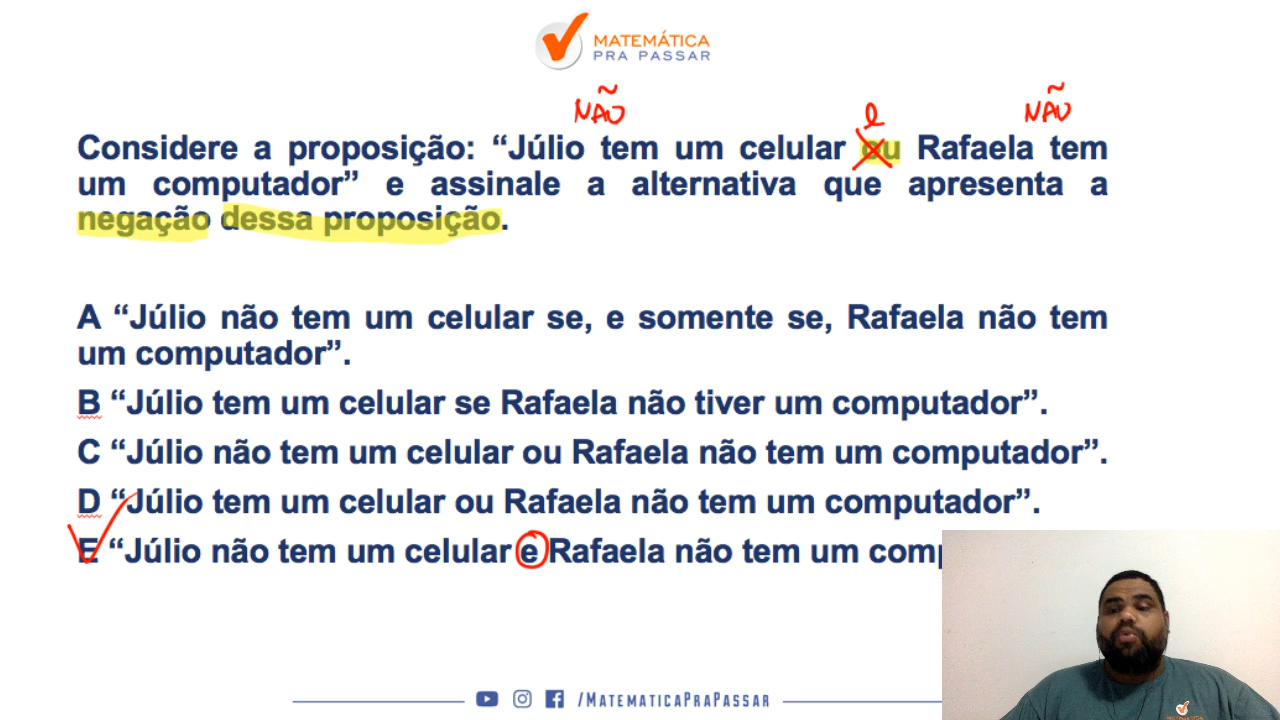 MATEMÁTICA
PRA PASSAR
NÃO e NÃO
Considere a proposição: “Júlio tem um celular ou Rafaela tem
um computador” e assinale a alternativa que apresenta a
negação dessa proposição.
A “Júlio não tem um celular se, e somente se, Rafaela não tem
um computador”.
B “Júlio tem um celular se Rafaela não tiver um computador”.
C “Júlio não tem um celular ou Rafaela não tem um computador”.
D “Júlio tem um celular ou Rafaela não tem um computador”.
E “Júlio não tem um celular e Rafaela não tem um comp
/MATEMATICAPRAPASSAR